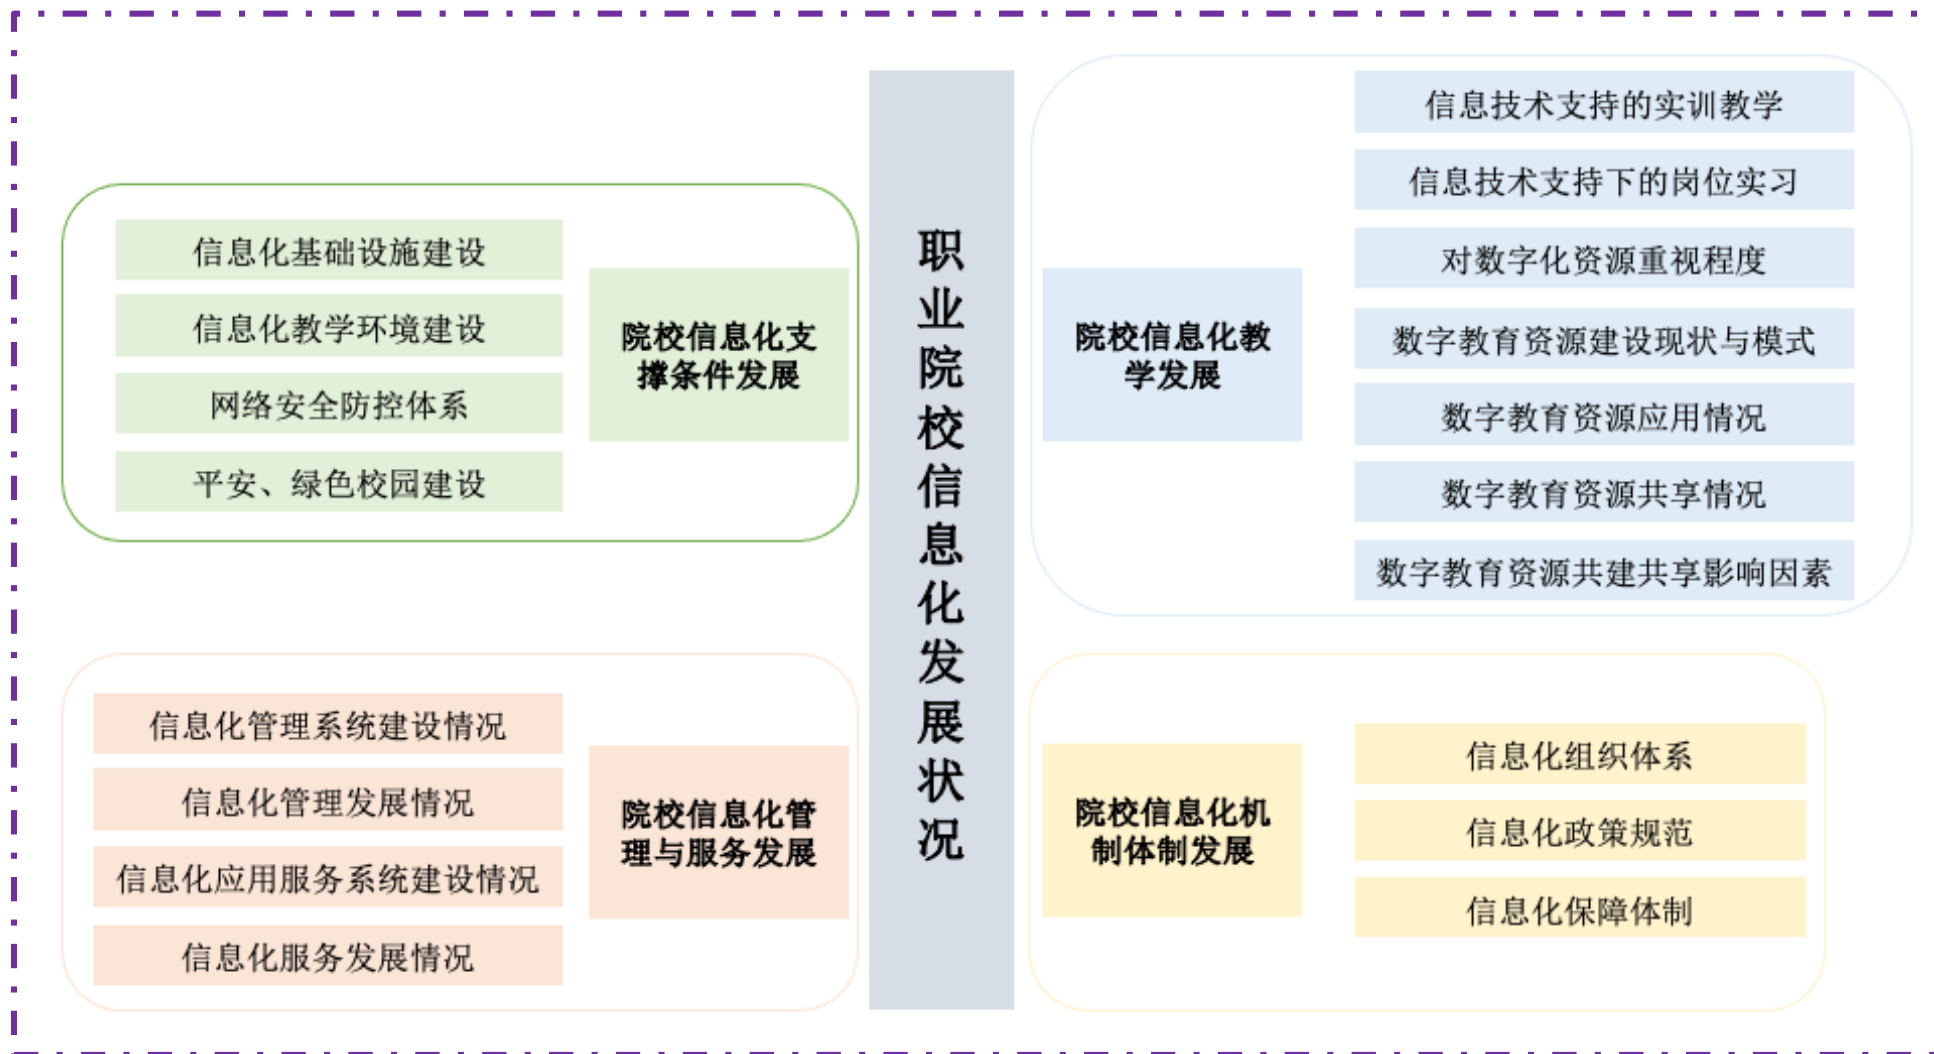 信息化基础设施建设
信息化教学环境建设
网络安全防控体系
平安、绿色校园建设
院校信息化支
撑条件发展
信息化管理系统建设情况
信息化管理发展情况
信息化应用服务系统建设情况
信息化服务发展情况
院校信息化管
理与服务发展
职业院校信息化发展状况
院校信息化教
学发展
信息技术支持的实训教学
信息技术支持下的岗位实习
对数字化资源重视程度
数字教育资源建设现状与模式
数字教育资源应用情况
数字教育资源共享情况
数字教育资源共建共享影响因素
院校信息化机
制体制发展
信息化组织体系
信息化政策规范
信息化保障体制